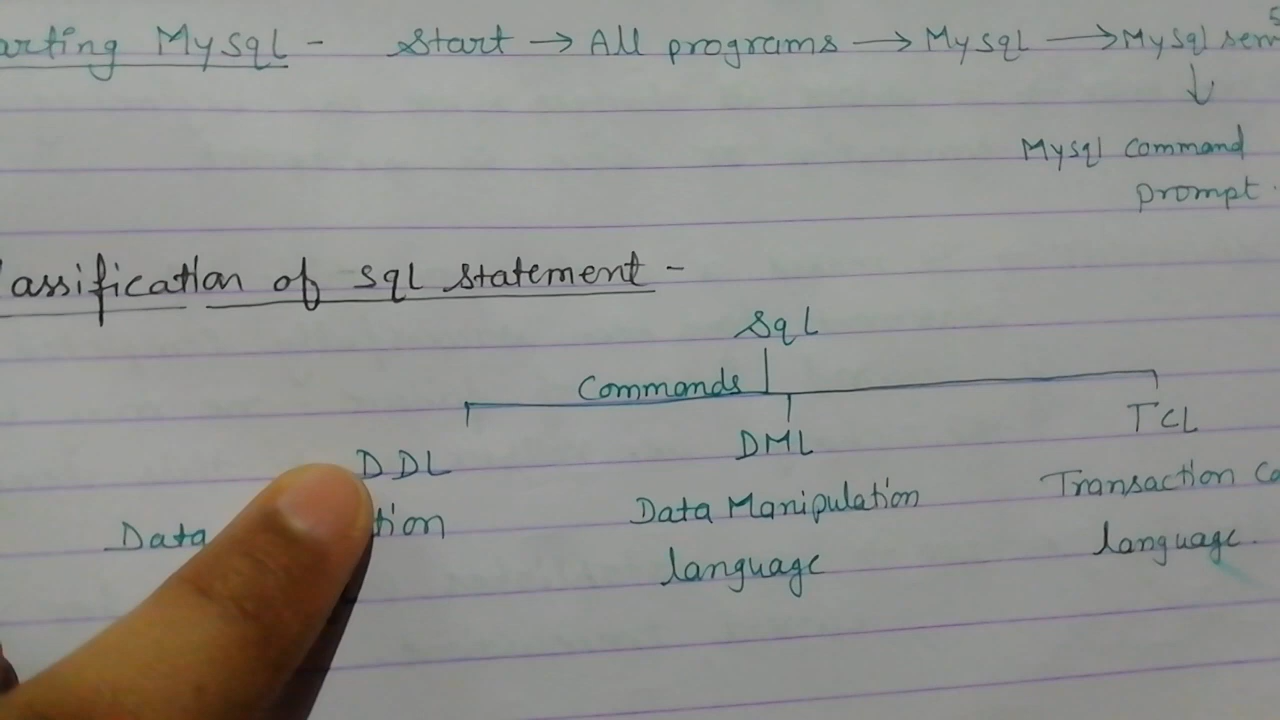 arting MySql - Start → All programs → MySql → MySql
↓
Mysql Command
prompt.
assification of Sql statement -
Sql
Commands
DDL DML TCL
Data tion Data Manipulation Transaction Co
language language.